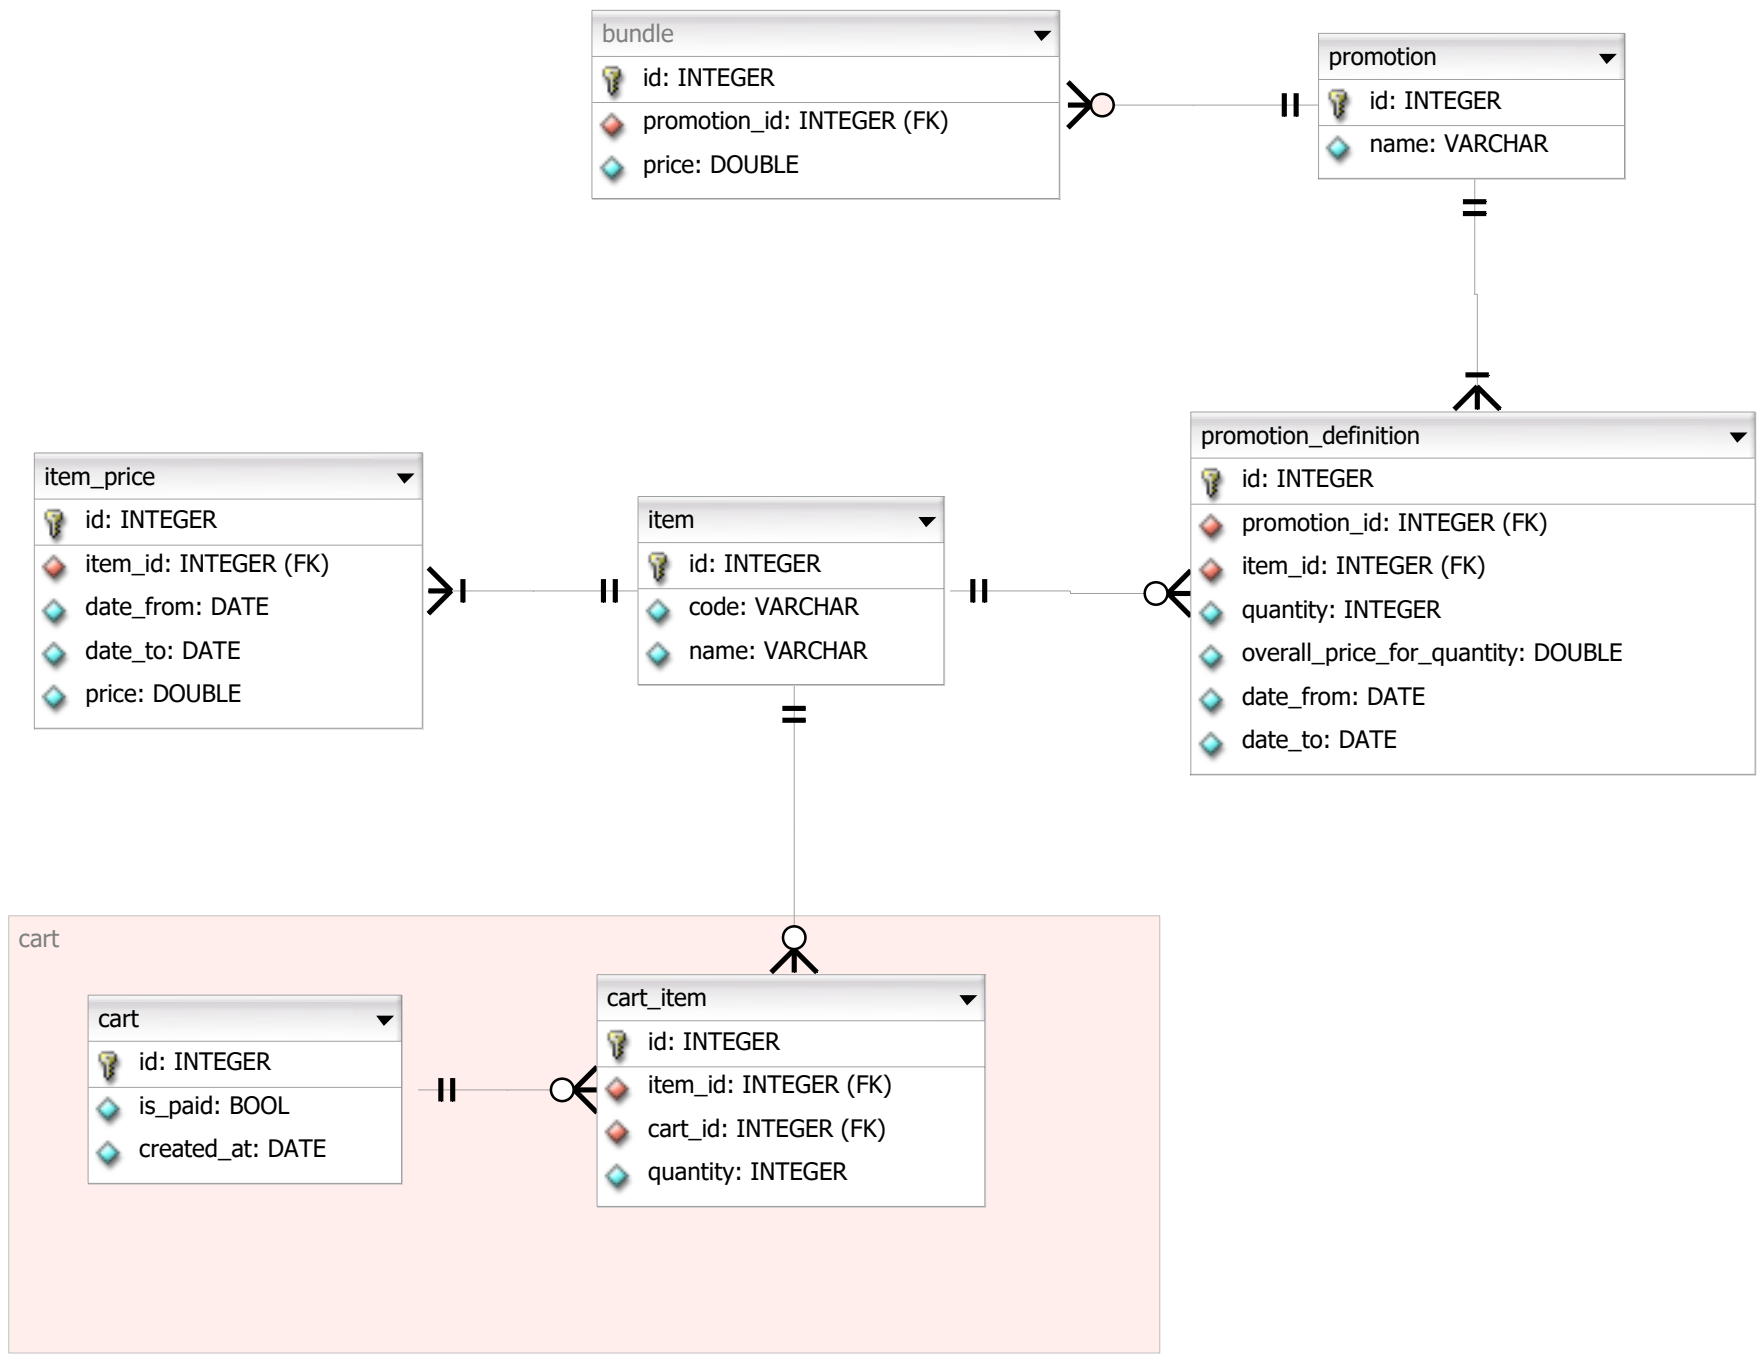 bundle
id: INTEGER
promotion_id: INTEGER (FK)
price: DOUBLE
promotion
id: INTEGER
name: VARCHAR
promotion_definition
id: INTEGER
promotion_id: INTEGER (FK)
item_id: INTEGER (FK)
quantity: INTEGER
overall_price_for_quantity: DOUBLE
date_from: DATE
date_to: DATE
item_price
id: INTEGER
item_id: INTEGER (FK)
date_from: DATE
date_to: DATE
price: DOUBLE
item
id: INTEGER
code: VARCHAR
name: VARCHAR
cart
cart
id: INTEGER
is_paid: BOOL
created_at: DATE
cart_item
id: INTEGER
item_id: INTEGER (FK)
cart_id: INTEGER (FK)
quantity: INTEGER